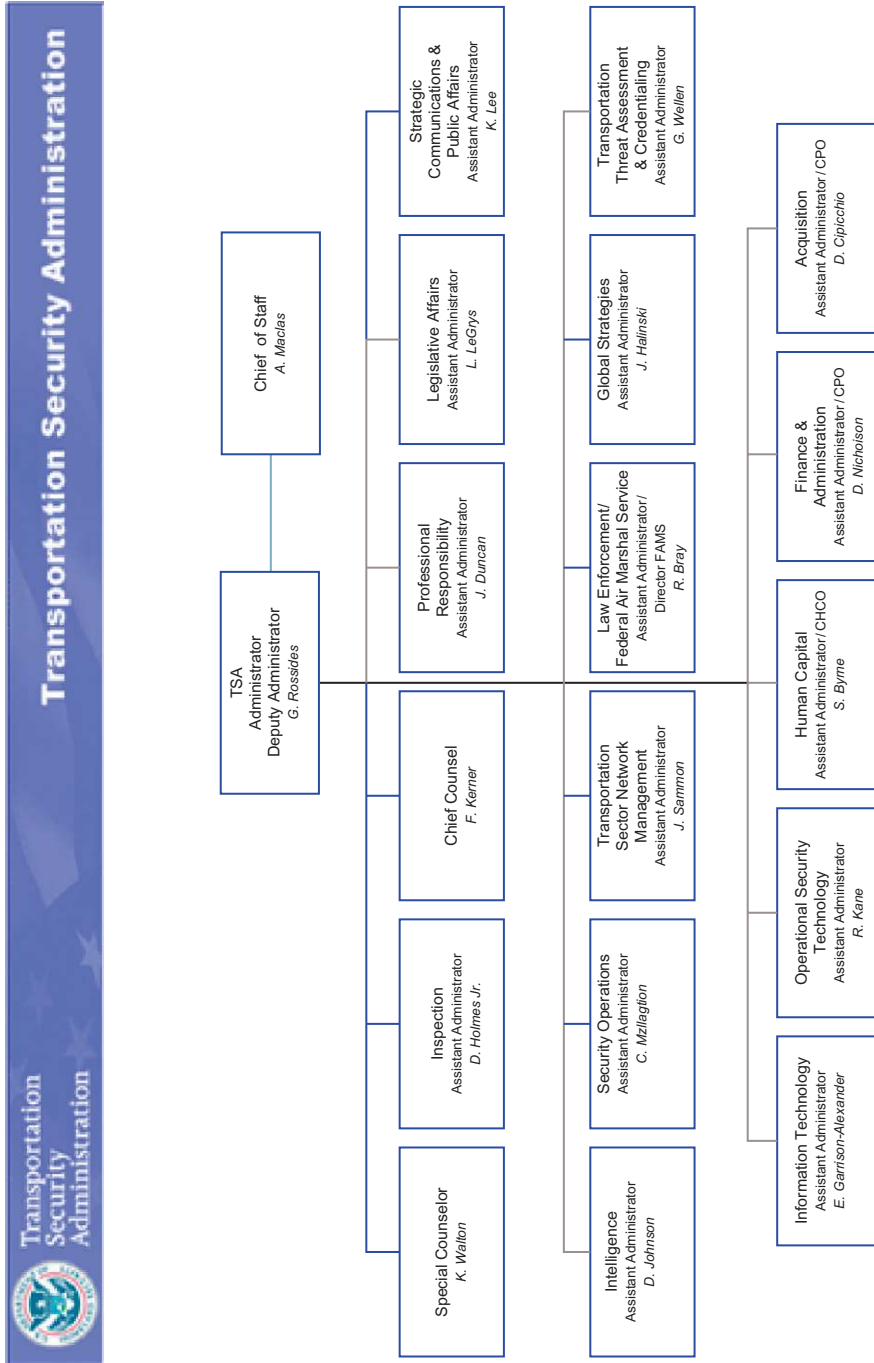 Transportation
Security
Administration
Transportation Security Administration
TSA
Administrator
Deputy Administrator
G. Rossides
Chief of Staff
A. Maclas
Special Counselor
K. Walton
Inspection
Assistant Administrator
D. Holmes Jr.
Chief Counsel
F. Kerner
Professional
Responsibility
Assistant Administrator
J. Duncan
Legislative Affairs
Assistant Administrator
L. LeGrys
Strategic
Communications &
Public Affairs
Assistant Administrator
K. Lee
Intelligence
Assistant Administrator
D. Johnson
Security Operations
Assistant Administrator
C. Mzllagtion
Transportation
Sector Network
Management
Assistant Administrator
J. Sammon
Law Enforcement/
Federal Air Marshal Service
Assistant Administrator/
Director FAMS
R. Bray
Global Strategies
Assistant Administrator
J. Halinski
Transportation
Threat Assessment
& Credentialing
Assistant Administrator
G. Wellen
Information Technology
Assistant Administrator
E. Garrison-Alexander
Operational Security
Technology
Assistant Administrator
R. Kane
Human Capital
Assistant Administrator / CHCO
S. Byrne
Finance &
Administration
Assistant Administrator / CPO
D. Nichoison
Acquisition
Assistant Administrator / CPO
D. Cipicchio